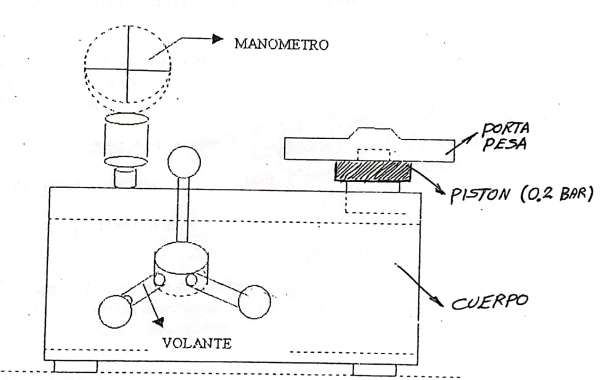 MANOMETRO
PORTA
PESA
PISTON (0.2 BAR)
CUERPO
VOLANTE